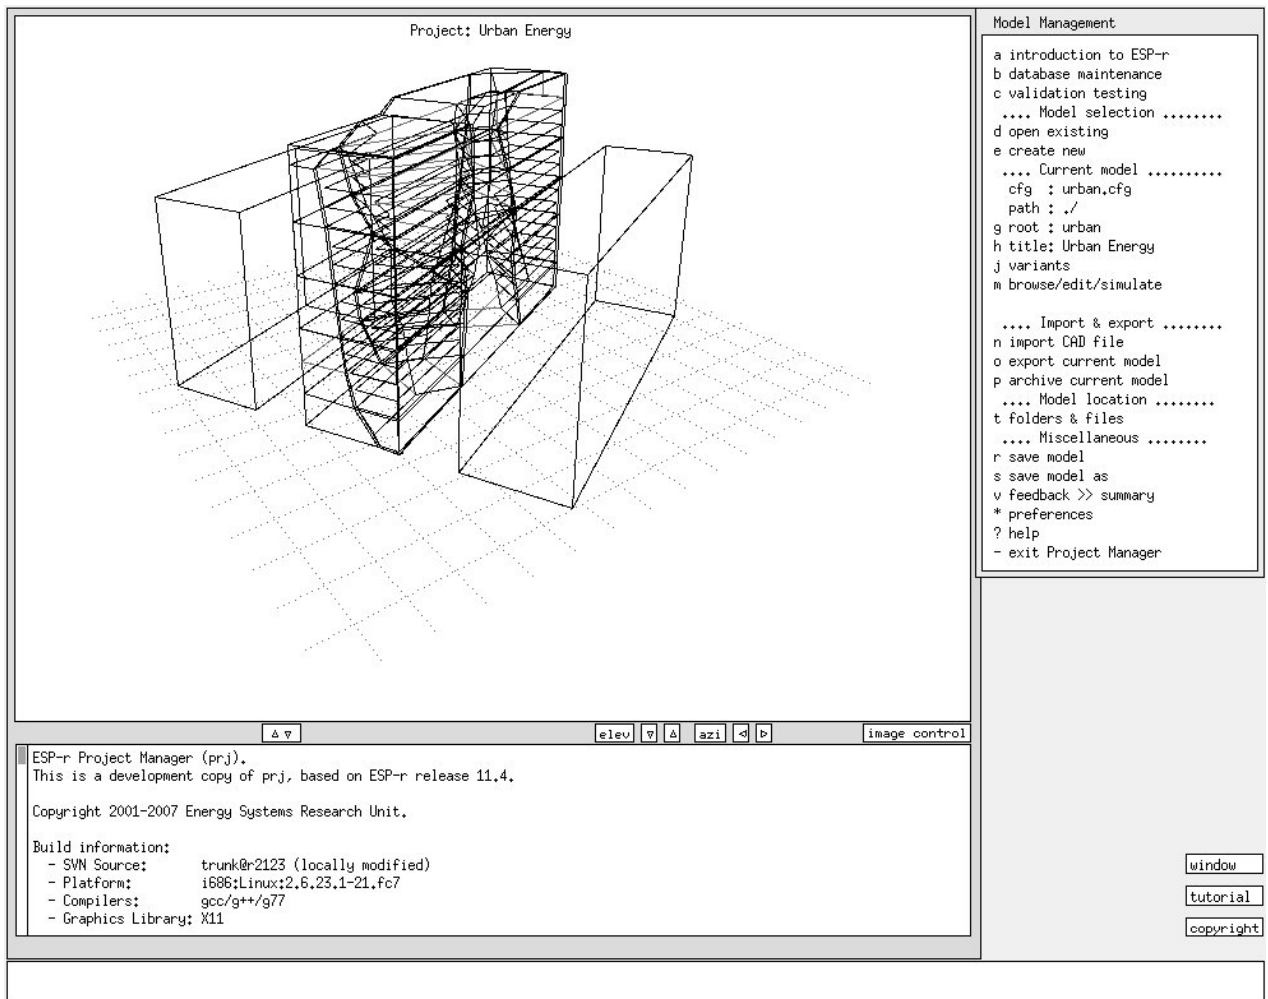 Project: Urban Energy
Model Management
a introduction to ESP-r
b database maintenance
c validation testing
.... Model selection ........
d open existing
e create new
.... Current model ..........
cfg  : urban.cfg
path : ./
g root : urban
h title: Urban Energy
j variants
m browse/edit/simulate
.... Import & export ........
n import CAD file
o export current model
p archive current model
.... Model location ........
t folders & files
.... Miscellaneous ........
r save model
s save model as
v feedback >> summary
* preferences
? help
- exit Project Manager
elev azi image control
ESP-r Project Manager (prj).
This is a development copy of prj, based on ESP-r release 11.4.
Copyright 2001-2007 Energy Systems Research Unit.
Build information:
- SVN Source: trunk@r2123 (locally modified)
- Platform: i686:Linux:2.6.23.1-21.fc7
- Compilers: gcc/g++/g77
- Graphics Library: X11
window
tutorial
copyright